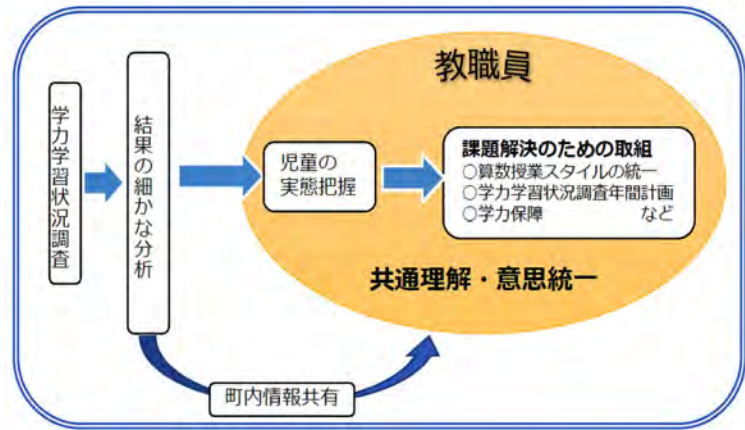 教職員
学力学習状況調査
結果の細かな分析
児童の
実態把握
課題解決のための取組
○算数授業スタイルの統一
○学力学習状況調査年間計画
○学力保障 など
共通理解・意思統一
町内情報共有